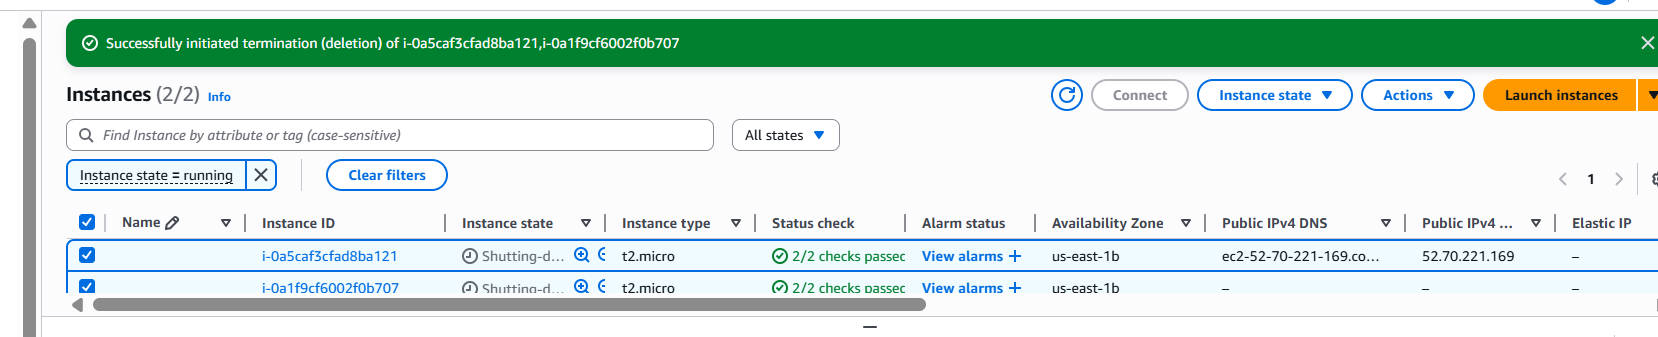 Successfully initiated termination (deletion) of i-0a5caf3cfad8ba121,i-0a1f9cf6002f0b707
Instances (2/2) Info
Connect
Instance state
Actions
Launch instances
Find Instance by attribute or tag (case-sensitive)
All states
Instance state = running
Clear filters
1
Name
Instance ID
Instance state
Instance type
Status check
Alarm status
Availability Zone
Public IPv4 DNS
Public IPv4 ...
Elastic IP
i-0a5caf3cfad8ba121 Shutting-d... t2.micro 2/2 checks passec View alarms + us-east-1b ec2-52-70-221-169.co... 52.70.221.169 –
i-0a1f9cf6002f0b707 Shutting-d... t2.micro 2/2 checks passec View alarms + us-east-1b – – –